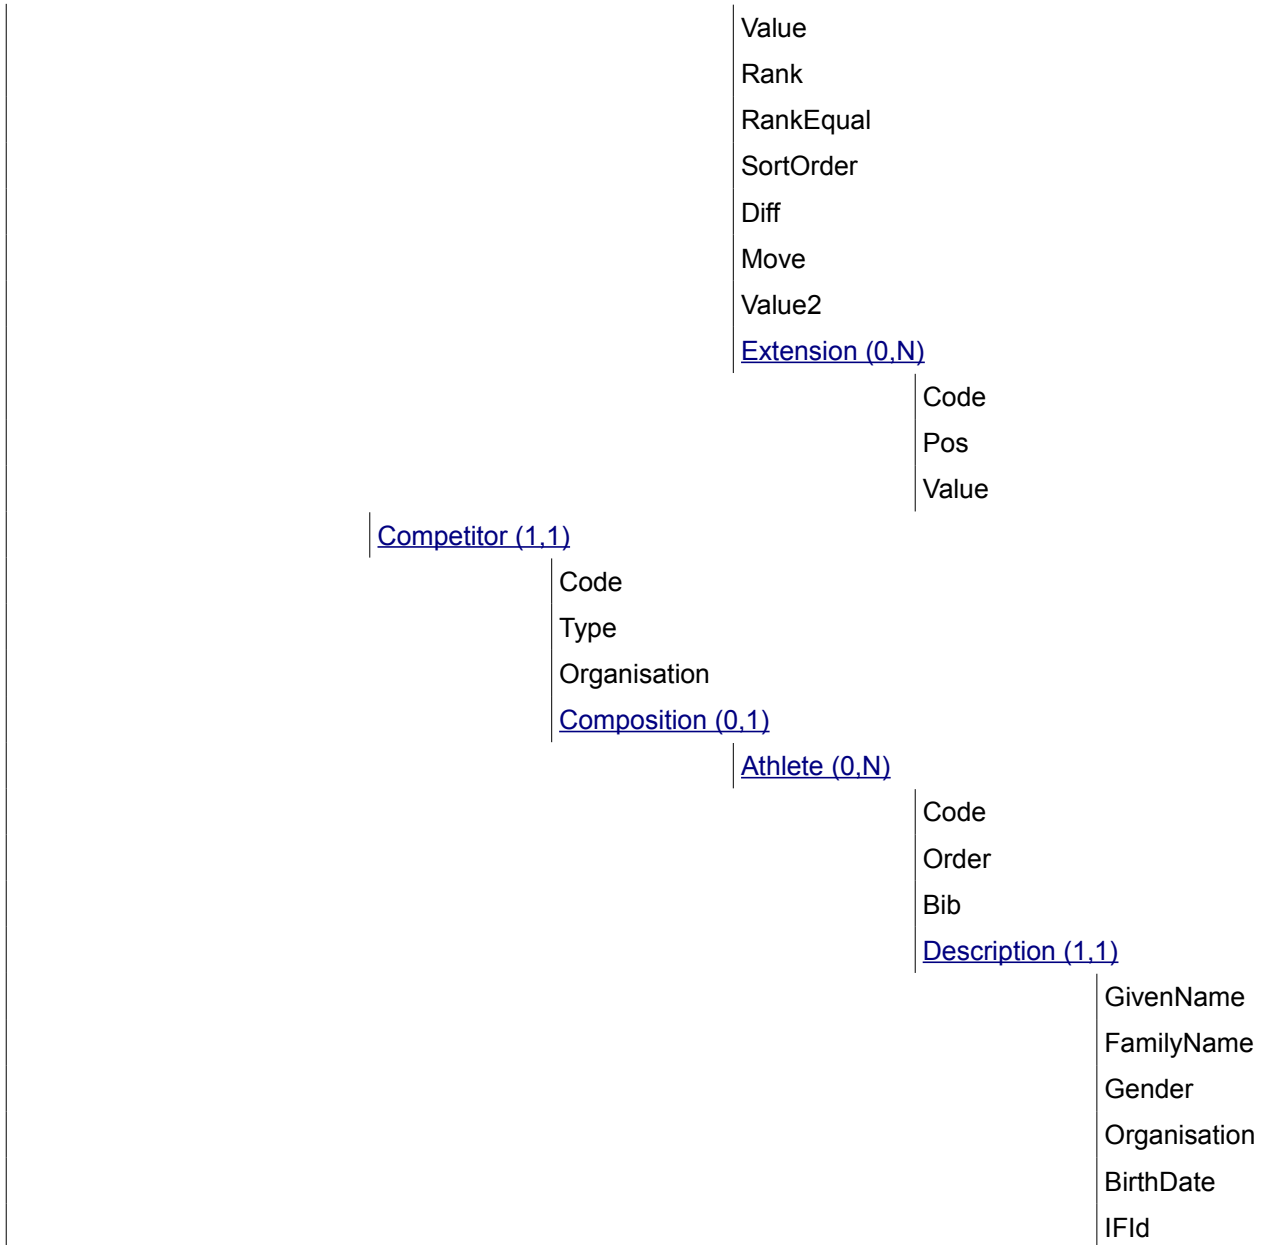 Value
Rank
RankEqual
SortOrder
Diff
Move
Value2
Extension (0,N)
Code
Pos
Value
Competitor (1,1)
Code
Type
Organisation
Composition (0,1)
Athlete (0,N)
Code
Order
Bib
Description (1,1)
GivenName
FamilyName
Gender
Organisation
BirthDate
IFId